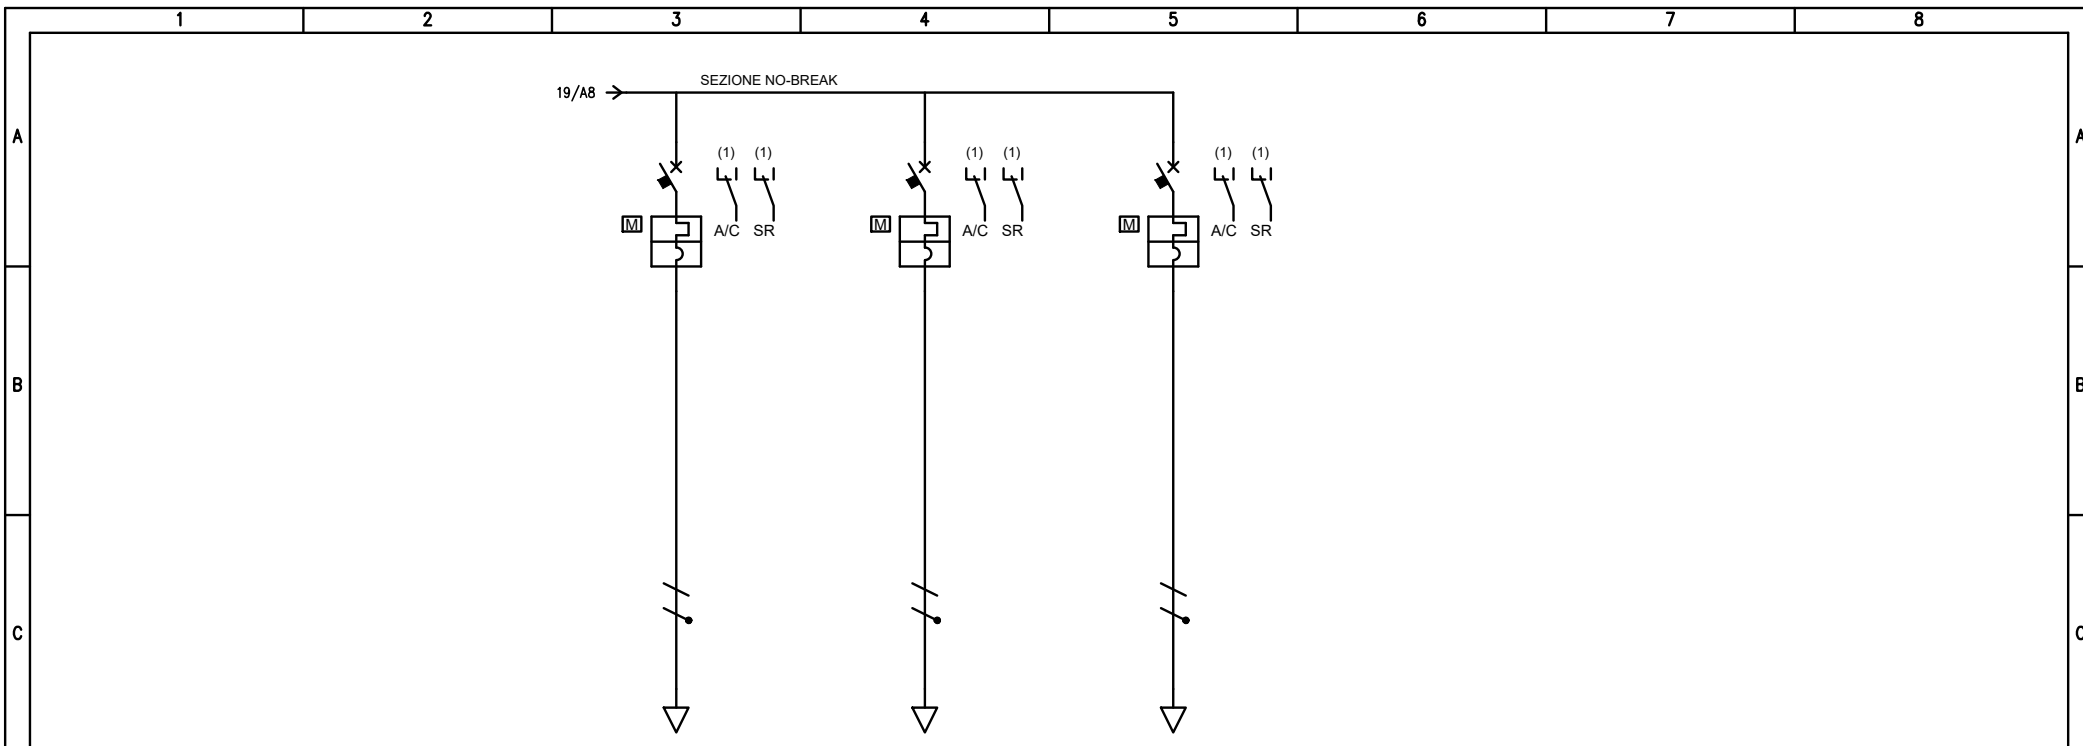 1 2 3 4 5 6 7 8
SEZIONE NO-BREAK
19/A8
A A
(1) (1) (1) (1) (1) (1)
M A/C SR M A/C SR M A/C SR
B B
C C